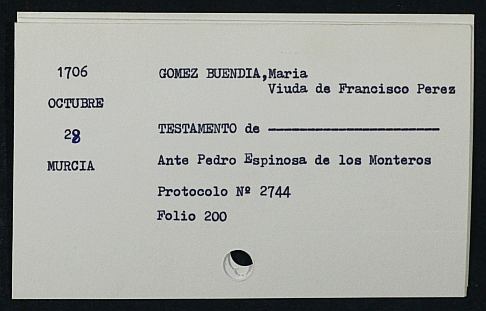 1706
GOMEZ BUENDIA,Maria
Viuda de Francisco Perez
OCTUBRE
28
TESTAMENTO de ------------------------
MURCIA
Ante Pedro Espinosa de los Monteros
Protocolo Nº 2744
Folio 200